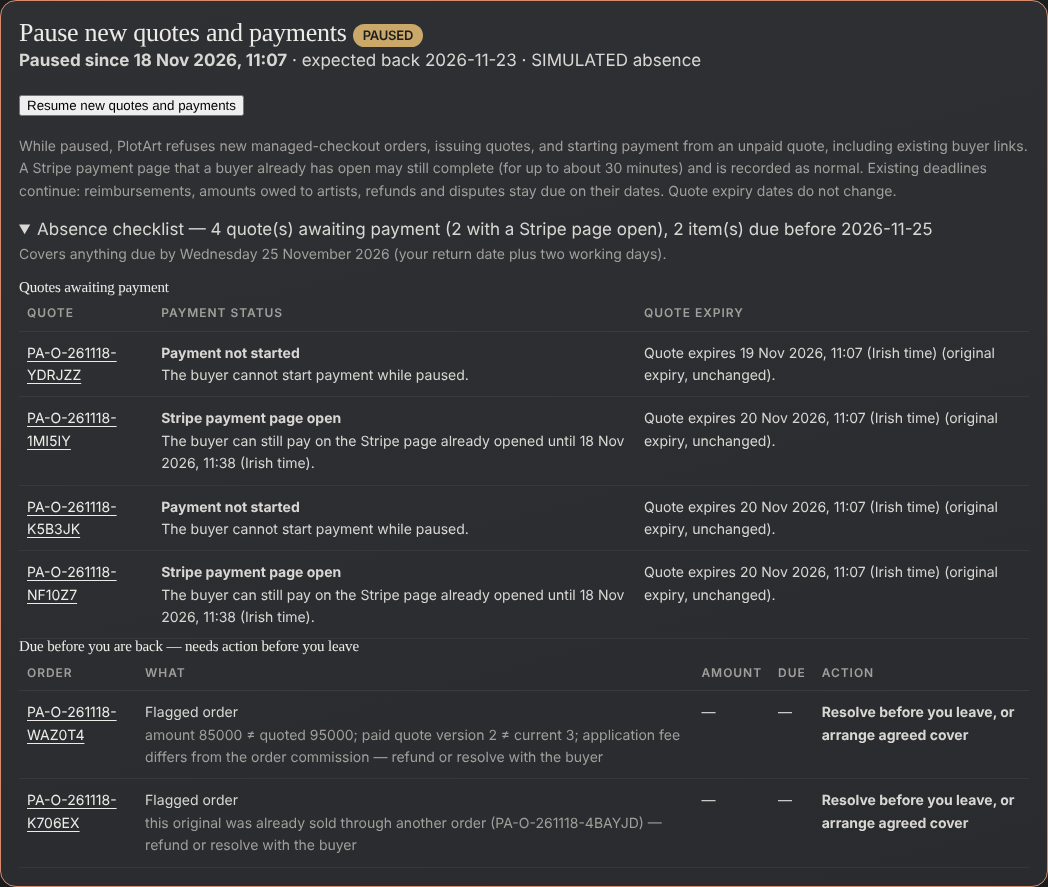 Pause new quotes and payments PAUSED
Paused since 18 Nov 2026, 11:07 · expected back 2026-11-23 · SIMULATED absence
Resume new quotes and payments
While paused, PlotArt refuses new managed-checkout orders, issuing quotes, and starting payment from an unpaid quote, including existing buyer links.
A Stripe payment page that a buyer already has open may still complete (for up to about 30 minutes) and is recorded as normal. Existing deadlines
continue: reimbursements, amounts owed to artists, refunds and disputes stay due on their dates. Quote expiry dates do not change.
▼ Absence checklist — 4 quote(s) awaiting payment (2 with a Stripe page open), 2 item(s) due before 2026-11-25
Covers anything due by Wednesday 25 November 2026 (your return date plus two working days).
Quotes awaiting payment
QUOTE PAYMENT STATUS QUOTE EXPIRY
PA-O-261118- Payment not started Quote expires 19 Nov 2026, 11:07 (Irish time) (original
YDRJZZ The buyer cannot start payment while paused. expiry, unchanged).
PA-O-261118- Stripe payment page open Quote expires 20 Nov 2026, 11:07 (Irish time) (original
1MI5IY The buyer can still pay on the Stripe page already opened until 18 Nov expiry, unchanged).
2026, 11:38 (Irish time).
PA-O-261118- Payment not started Quote expires 20 Nov 2026, 11:07 (Irish time) (original
K5B3JK The buyer cannot start payment while paused. expiry, unchanged).
PA-O-261118- Stripe payment page open Quote expires 20 Nov 2026, 11:07 (Irish time) (original
NF10Z7 The buyer can still pay on the Stripe page already opened until 18 Nov expiry, unchanged).
2026, 11:38 (Irish time).
Due before you are back — needs action before you leave
ORDER WHAT AMOUNT DUE ACTION
PA-O-261118- Flagged order — — Resolve before you leave, or
WAZ0T4 amount 85000 ≠ quoted 95000; paid quote version 2 ≠ current 3; application fee arrange agreed cover
differs from the order commission — refund or resolve with the buyer
PA-O-261118- Flagged order — — Resolve before you leave, or
K706EX this original was already sold through another order (PA-O-261118-4BAYJD) — arrange agreed cover
refund or resolve with the buyer